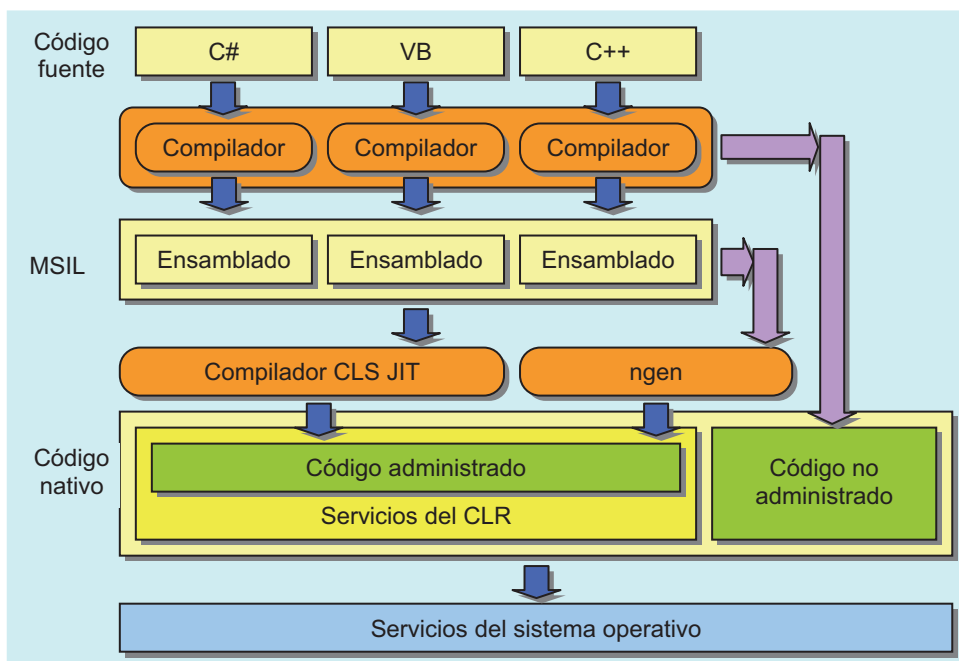 Código
fuente
C#
VB
C++
Compilador
Compilador
Compilador
MSIL
Ensamblado
Ensamblado
Ensamblado
Compilador CLS JIT
ngen
Código
nativo
Código administrado
Servicios del CLR
Código no
administrado
Servicios del sistema operativo